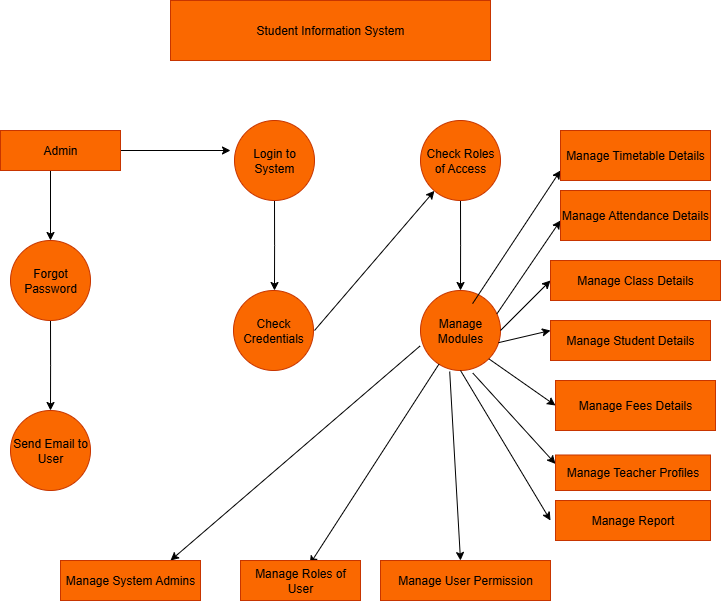 Student Information System
Admin
Login to
System
Check Roles
of Access
Manage Timetable Details
Manage Attendance Details
Forgot
Password
Manage Class Details
Check
Credentials
Manage
Modules
Manage Student Details
Manage Fees Details
Send Email to
User
Manage Teacher Profiles
Manage Report
Manage System Admins
Manage Roles of
User
Manage User Permission